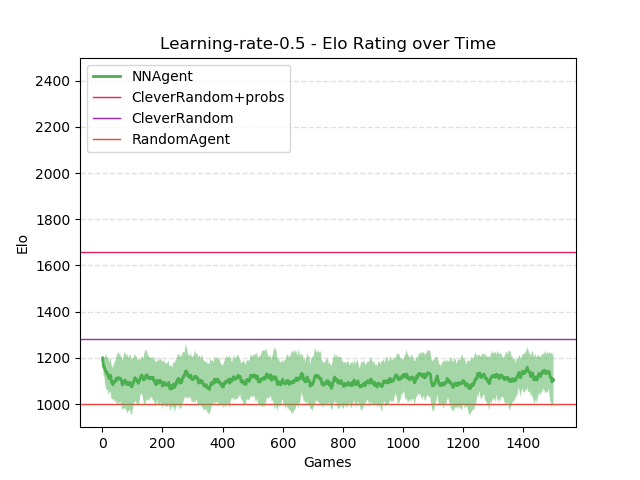 Learning-rate-0.5 - Elo Rating over Time
NNAgent
CleverRandom+probs
CleverRandom
RandomAgent
2400
2200
2000
1800
1600
1400
1200
1000
Elo
0 200 400 600 800 1000 1200 1400
Games